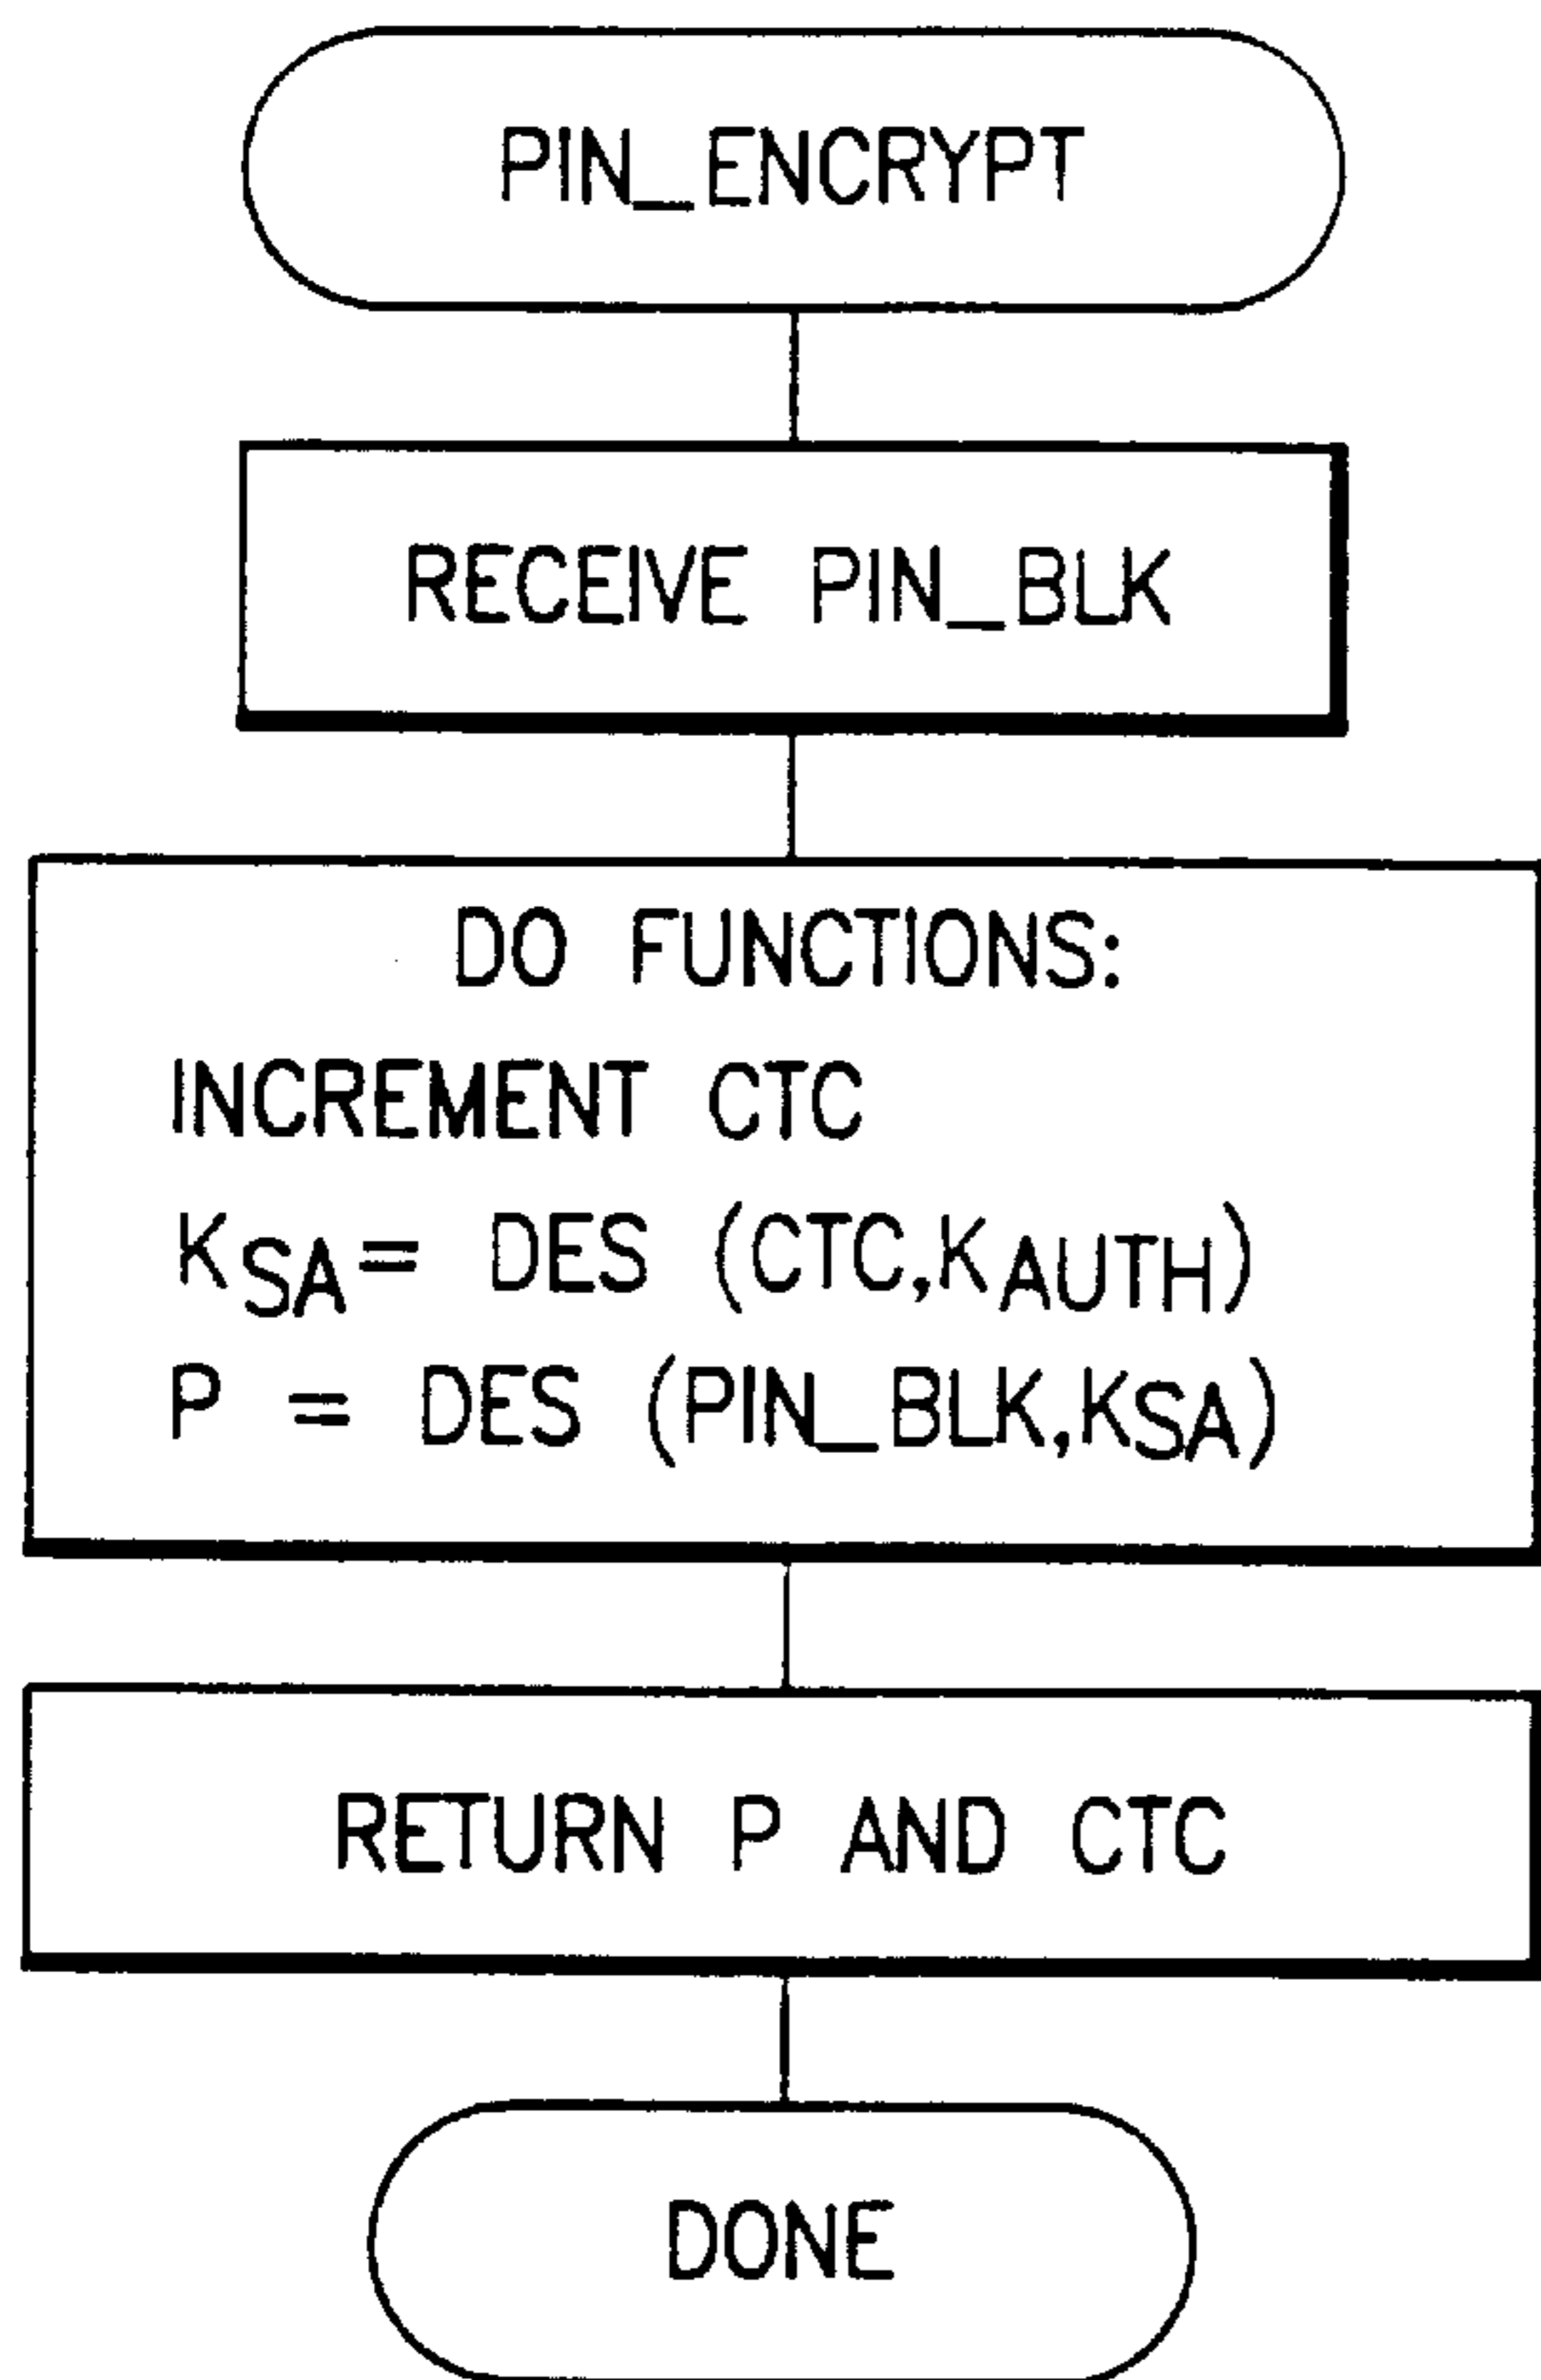 PIN_ENCRYPT
RECEIVE PIN_BLK
DO FUNCTIONS:
INCREMENT CTC
KSA= DES (CTC,KAUTH)
P = DES (PIN_BLK,KSA)
RETURN P AND CTC
DONE